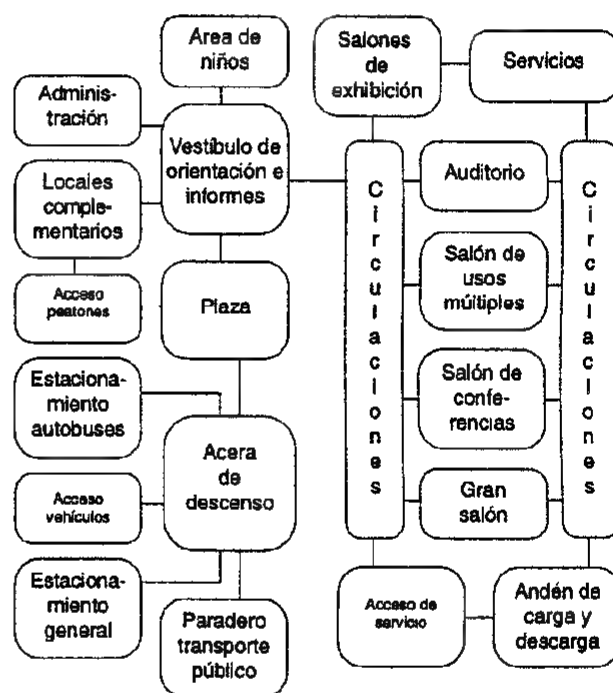 Area de
niños
Salones
de
exhibición
Servicios
Adminis-
tración
Vestíbulo de
orientación e
informes
Locales
comple-
mentarios
Acceso
peatones
Plaza
Circulaciones
Auditorio
Salón de
usos
múltiples
Salón de
confe-
rencias
Gran
salón
Circulaciones
Estaciona-
miento
autobuses
Acera
de
descenso
Acceso
vehículos
Estaciona-
miento
general
Paradero
transporte
público
Acceso de
servicio
Andén de
carga y
descarga